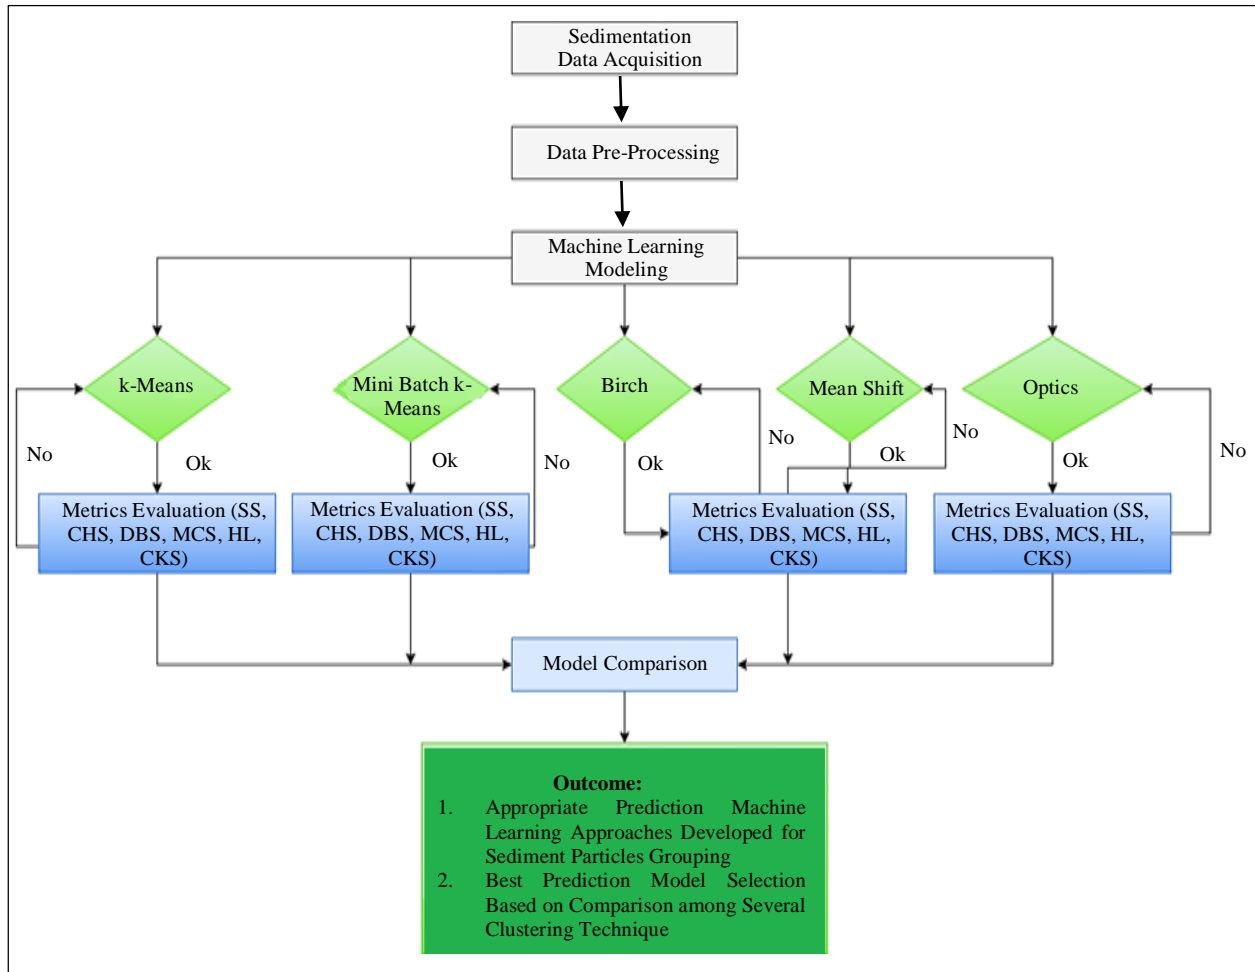 Sedimentation
Data Acquisition
Data Pre-Processing
Machine Learning
Modeling
k-Means
Mini Batch k-
Means
Birch
Mean Shift
Optics
No
Ok
Ok
No
Ok
No
Ok
No
Ok
No
Metrics Evaluation (SS,
CHS, DBS, MCS, HL,
CKS)
Metrics Evaluation (SS,
CHS, DBS, MCS, HL,
CKS)
Metrics Evaluation (SS,
CHS, DBS, MCS, HL,
CKS)
Metrics Evaluation (SS,
CHS, DBS, MCS, HL,
CKS)
Model Comparison
Outcome:
1. Appropriate Prediction Machine
Learning Approaches Developed for
Sediment Particles Grouping
2. Best Prediction Model Selection
Based on Comparison among Several
Clustering Technique